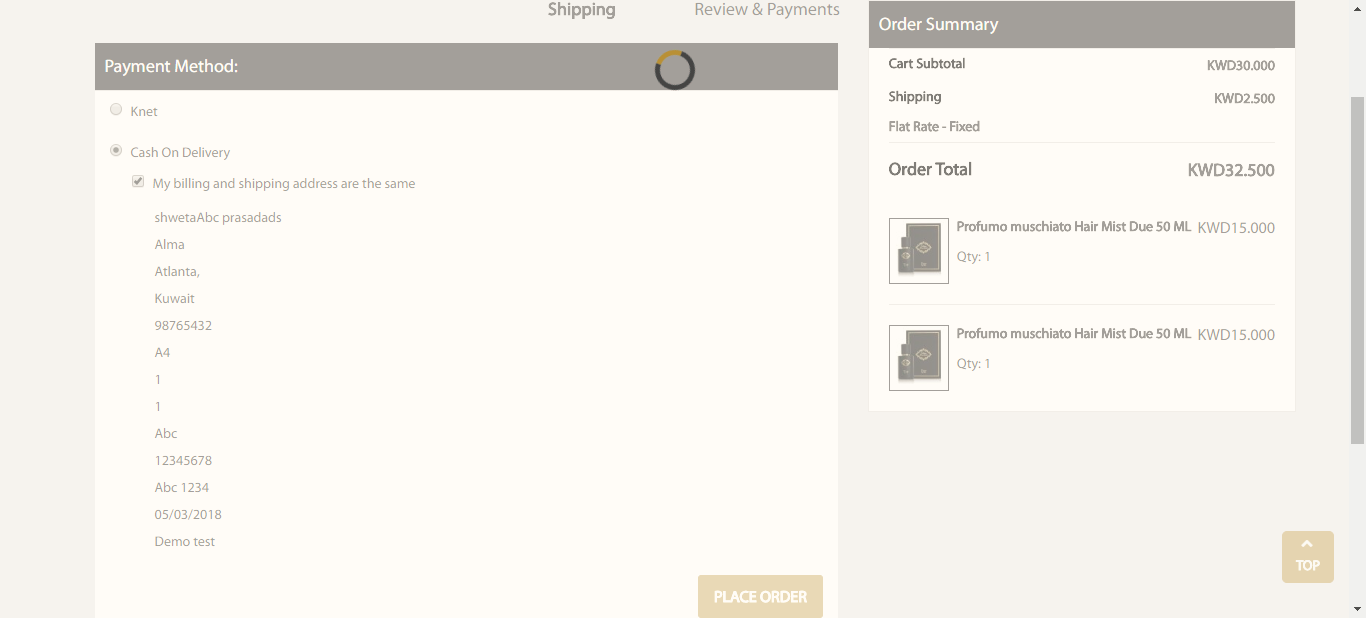 Shipping
Review & Payments
Payment Method:
Knet
Cash On Delivery
My billing and shipping address are the same
shwetaAbc prasadads
Alma
Atlanta,
Kuwait
98765432
A4
1
1
Abc
12345678
Abc 1234
05/03/2018
Demo test
PLACE ORDER
Order Summary
Cart Subtotal KWD30.000
Shipping KWD2.500
Flat Rate - Fixed
Order Total KWD32.500
Profumo muschiato Hair Mist Due 50 ML KWD15.000
Qty: 1
Profumo muschiato Hair Mist Due 50 ML KWD15.000
Qty: 1
TOP